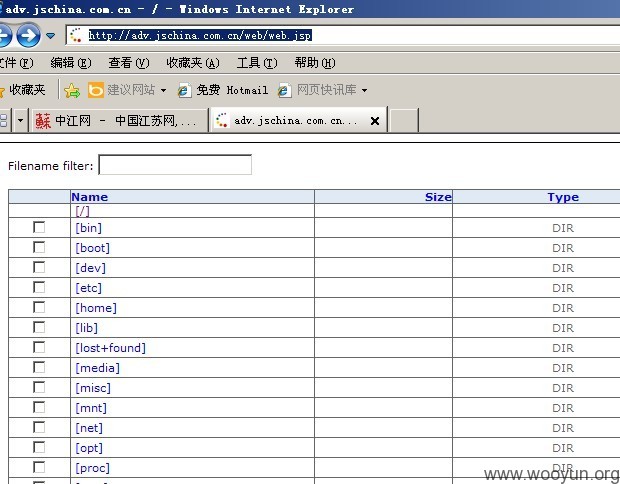 adv.jschina.com.cn - / - Windows Internet Explorer
http://adv.jschina.com.cn/web/web.jsp
文件(F) 编辑(E) 查看(V) 收藏夹(A) 工具(T) 帮助(H)
收藏夹 建议网站 免费 Hotmail 网页快讯库
中江网 - 中国江苏网,... adv.jschina.com.cn...
Filename filter:
Name Size Type
[/]
[bin] DIR
[boot] DIR
[dev] DIR
[etc] DIR
[home] DIR
[lib] DIR
[lost+found] DIR
[media] DIR
[misc] DIR
[mnt] DIR
[net] DIR
[opt] DIR
[proc] DIR
www.wooyun.org